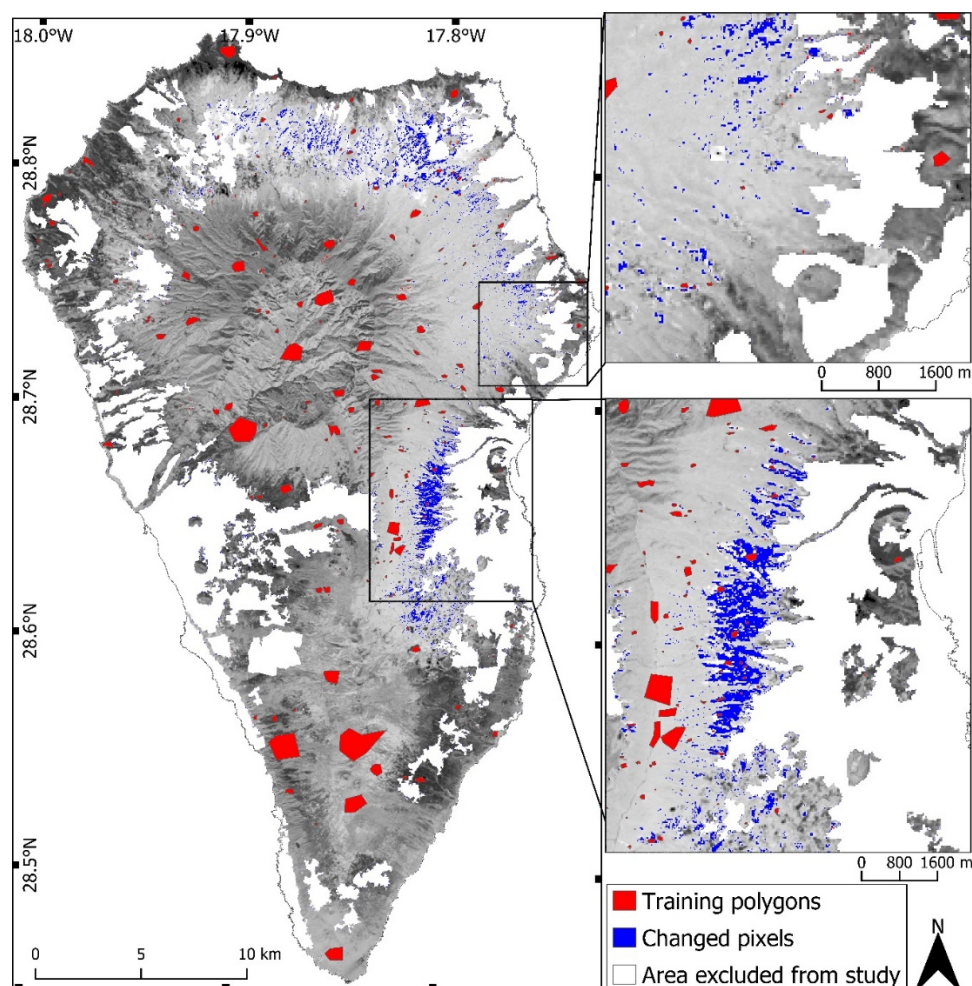 18.0°W 17.9°W 17.8°W
28.8°N
28.7°N
28.6°N
28.5°N
0 5 10 km
0 800 1600 m
0 800 1600 m
Training polygons
Changed pixels
Area excluded from study
N